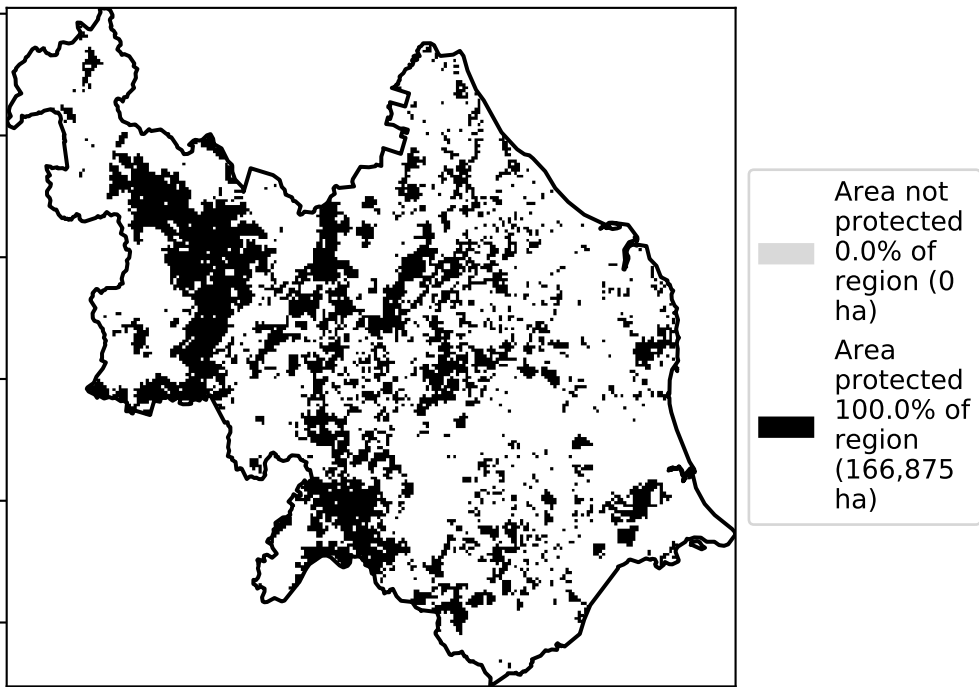 Area not
protected
0.0% of
region (0
ha)
Area
protected
100.0% of
region
(166,875
ha)